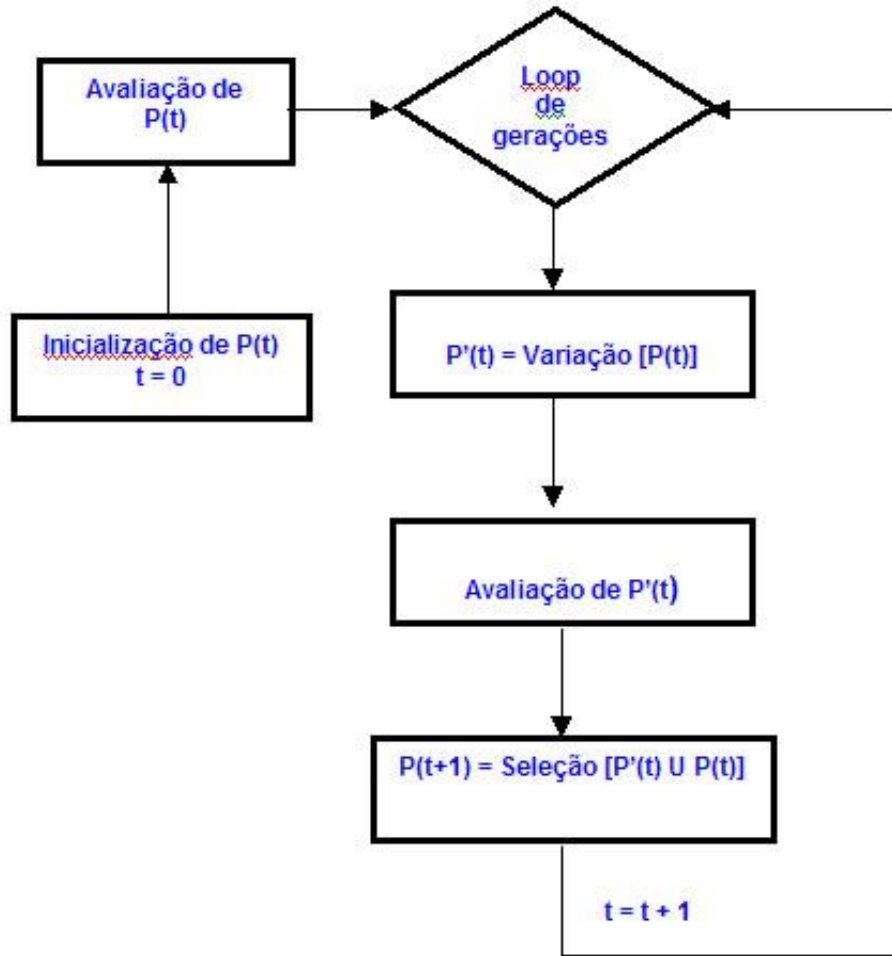 Avaliação de
P(t)
Loop
de
gerações
Inicialização de P(t)
t = 0
P'(t) = Variação [P(t)]
Avaliação de P'(t)
P(t+1) = Seleção [P'(t) U P(t)]
t = t + 1